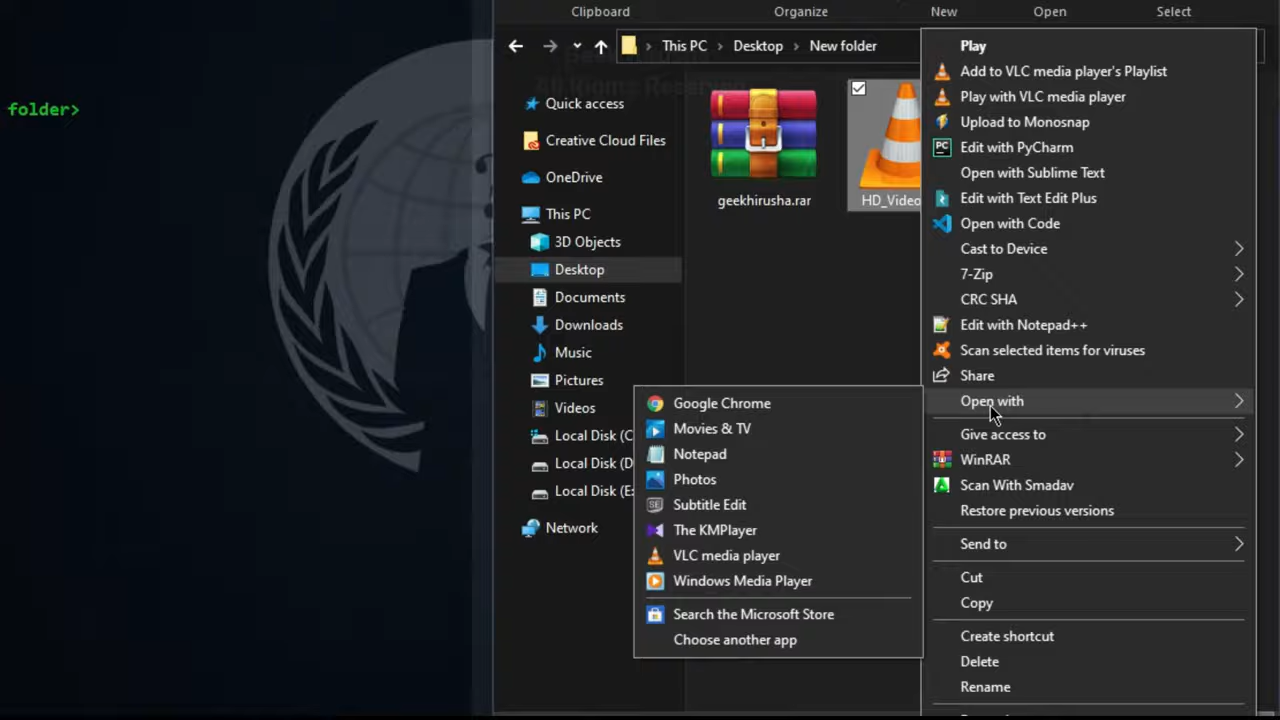 Clipboard
Organize
New
Open
Select
This PC
Desktop
New folder
folder>
Quick access
Creative Cloud Files
OneDrive
This PC
3D Objects
Desktop
Documents
Downloads
Music
Pictures
Videos
Local Disk (C
Local Disk (D
Local Disk (E:
Network
geekhirusha.rar
HD_Video
Play
Add to VLC media player's Playlist
Play with VLC media player
Upload to Monosnap
PC
Edit with PyCharm
Open with Sublime Text
Edit with Text Edit Plus
Open with Code
Cast to Device
7-Zip
CRC SHA
Edit with Notepad++
Scan selected items for viruses
Share
Open with
Give access to
WinRAR
Scan With Smadav
Restore previous versions
Send to
Cut
Copy
Create shortcut
Delete
Rename
Google Chrome
Movies & TV
Notepad
Photos
SE
Subtitle Edit
The KMPlayer
VLC media player
Windows Media Player
Search the Microsoft Store
Choose another app